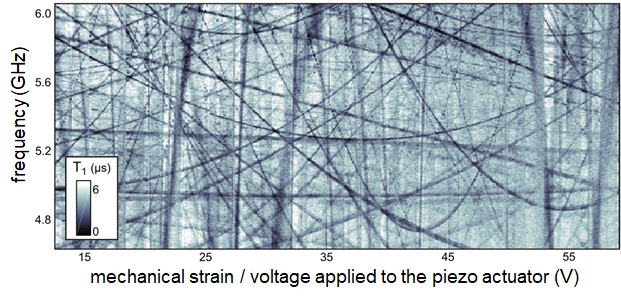 6.0
5.6
5.2
4.8
frequency (GHz)
T₁ (µs)
6
0
15 25 35 45 55
mechanical strain / voltage applied to the piezo actuator (V)